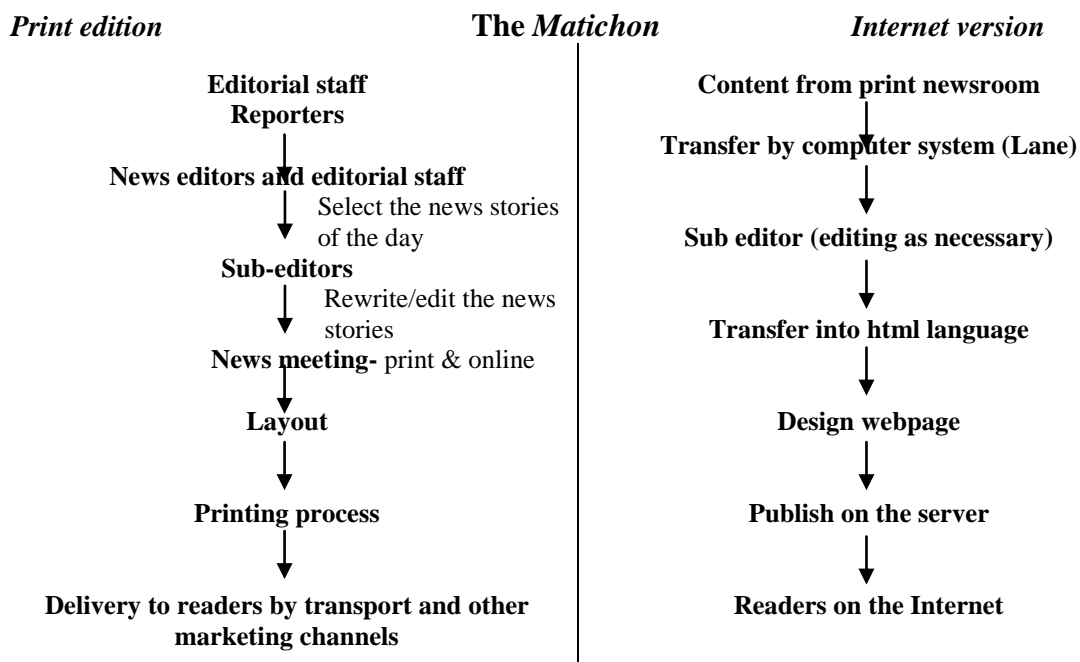 Print edition
The Matichon
Internet version
Editorial staff
Reporters
News editors and editorial staff
Select the news stories
of the day
Sub-editors
Rewrite/edit the news
stories
News meeting- print & online
Layout
Printing process
Delivery to readers by transport and other
marketing channels
Content from print newsroom
Transfer by computer system (Lane)
Sub editor (editing as necessary)
Transfer into html language
Design webpage
Publish on the server
Readers on the Internet